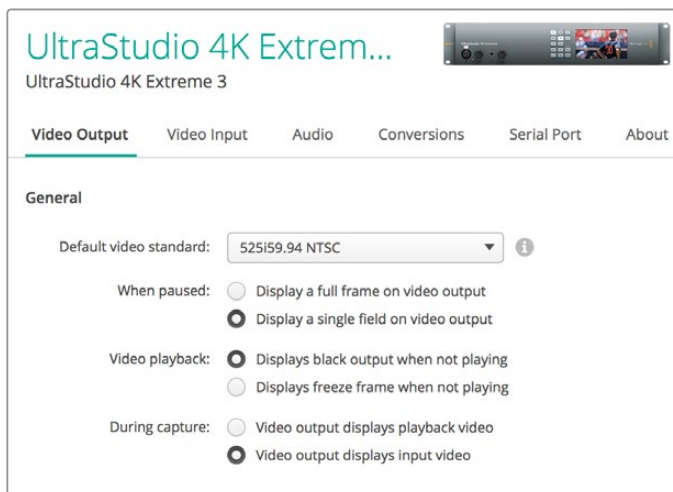 UltraStudio 4K Extrem...
UltraStudio 4K Extreme 3
Video Output Video Input Audio Conversions Serial Port About
General
Default video standard: 525i59.94 NTSC
When paused: Display a full frame on video output
Display a single field on video output
Video playback: Displays black output when not playing
Displays freeze frame when not playing
During capture: Video output displays playback video
Video output displays input video